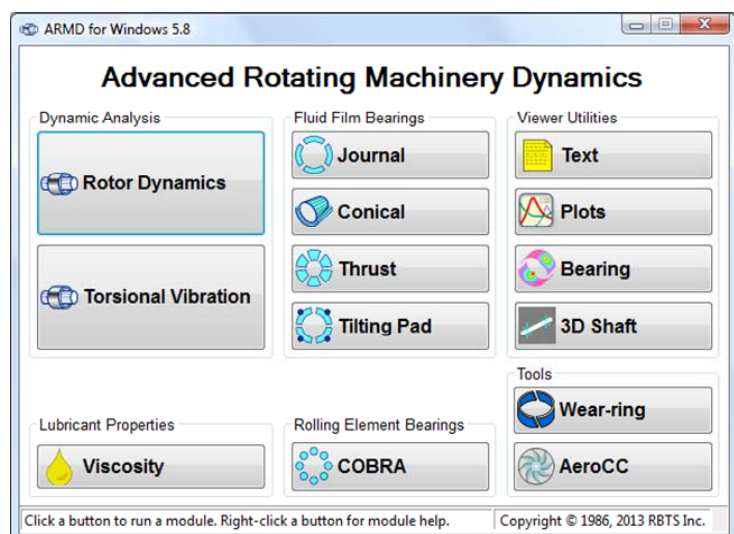 ARMD for Windows 5.8
Advanced Rotating Machinery Dynamics
Dynamic Analysis
Rotor Dynamics
Torsional Vibration
Fluid Film Bearings
Journal
Conical
Thrust
Tilting Pad
Viewer Utilities
Text
Plots
Bearing
3D Shaft
Lubricant Properties
Viscosity
Rolling Element Bearings
COBRA
Tools
Wear-ring
AeroCC
Click a button to run a module. Right-click a button for module help.
Copyright © 1986, 2013 RBTS Inc.